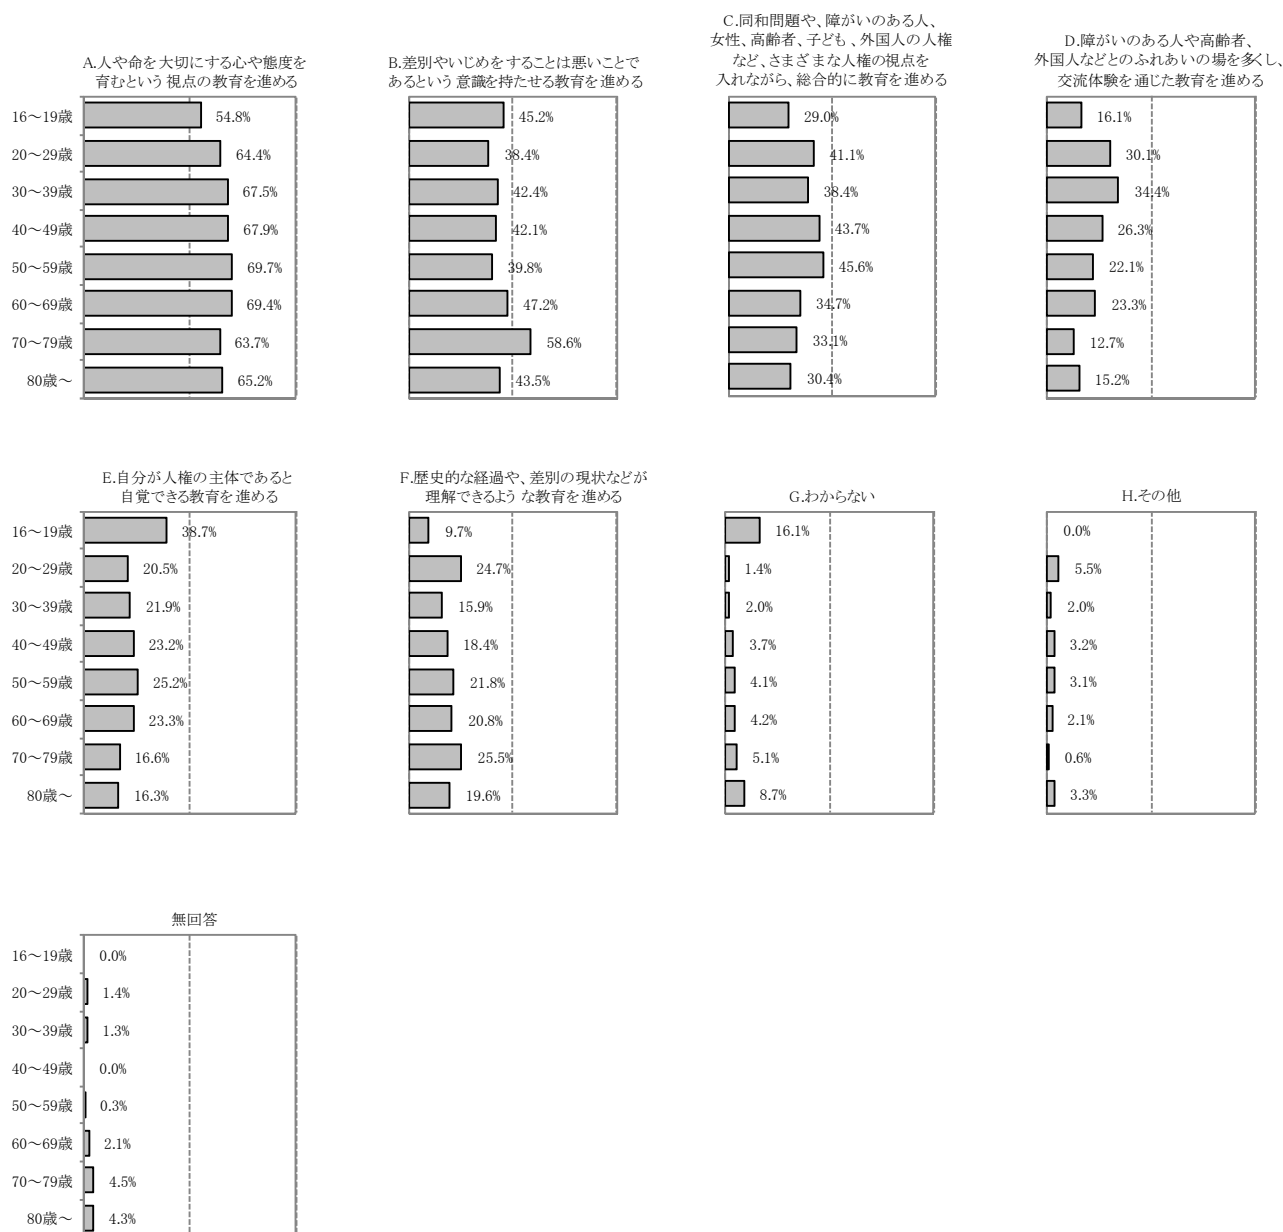 A.人や命を大切にする心や態度を
育むという視点の教育を進める
B.差別やいじめをすることは悪いことで
あるという意識を持たせる教育を進める
C.同和問題や、障がいのある人、
女性、高齢者、子ども、外国人の人権
など、さまざまな人権の視点を
入れながら、総合的に教育を進める
D.障がいのある人や高齢者、
外国人などとのふれあいの場を多くし、
交流体験を通じた教育を進める
16～19歳 54.8% 45.2% 29.0% 16.1%
20～29歳 64.4% 38.4% 41.1% 30.1%
30～39歳 67.5% 42.4% 38.4% 34.4%
40～49歳 67.9% 42.1% 43.7% 26.3%
50～59歳 69.7% 39.8% 45.6% 22.1%
60～69歳 69.4% 47.2% 34.7% 23.3%
70～79歳 63.7% 58.6% 33.1% 12.7%
80歳～ 65.2% 43.5% 30.4% 15.2%
E.自分が人権の主体であると
自覚できる教育を進める
F.歴史的な経過や、差別の現状などが
理解できるような教育を進める
G.わからない
H.その他
16～19歳 38.7% 9.7% 16.1% 0.0%
20～29歳 20.5% 24.7% 1.4% 5.5%
30～39歳 21.9% 15.9% 2.0% 2.0%
40～49歳 23.2% 18.4% 3.7% 3.2%
50～59歳 25.2% 21.8% 4.1% 3.1%
60～69歳 23.3% 20.8% 4.2% 2.1%
70～79歳 16.6% 25.5% 5.1% 0.6%
80歳～ 16.3% 19.6% 8.7% 3.3%
無回答
16～19歳 0.0%
20～29歳 1.4%
30～39歳 1.3%
40～49歳 0.0%
50～59歳 0.3%
60～69歳 2.1%
70～79歳 4.5%
80歳～ 4.3%